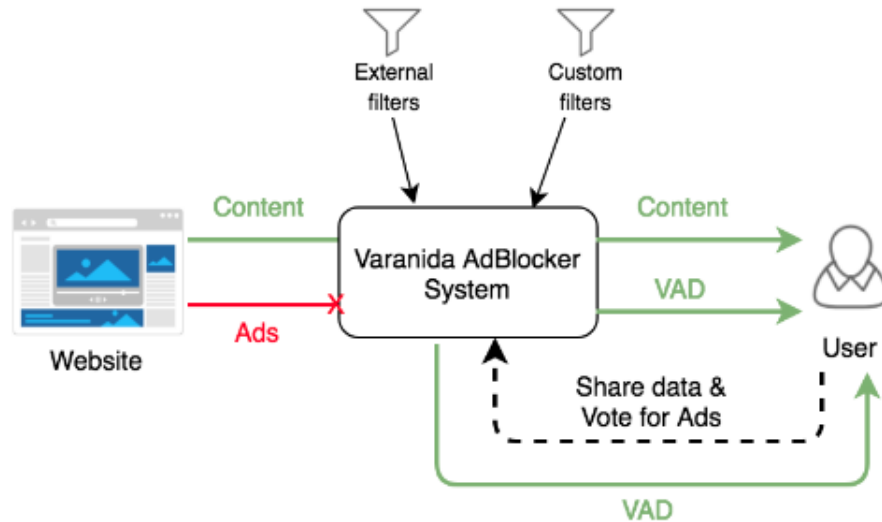 External
filters
Custom
filters
Content
Content
Varanida AdBlocker
System
VAD
X
Ads
Website
User
Share data &
Vote for Ads
VAD